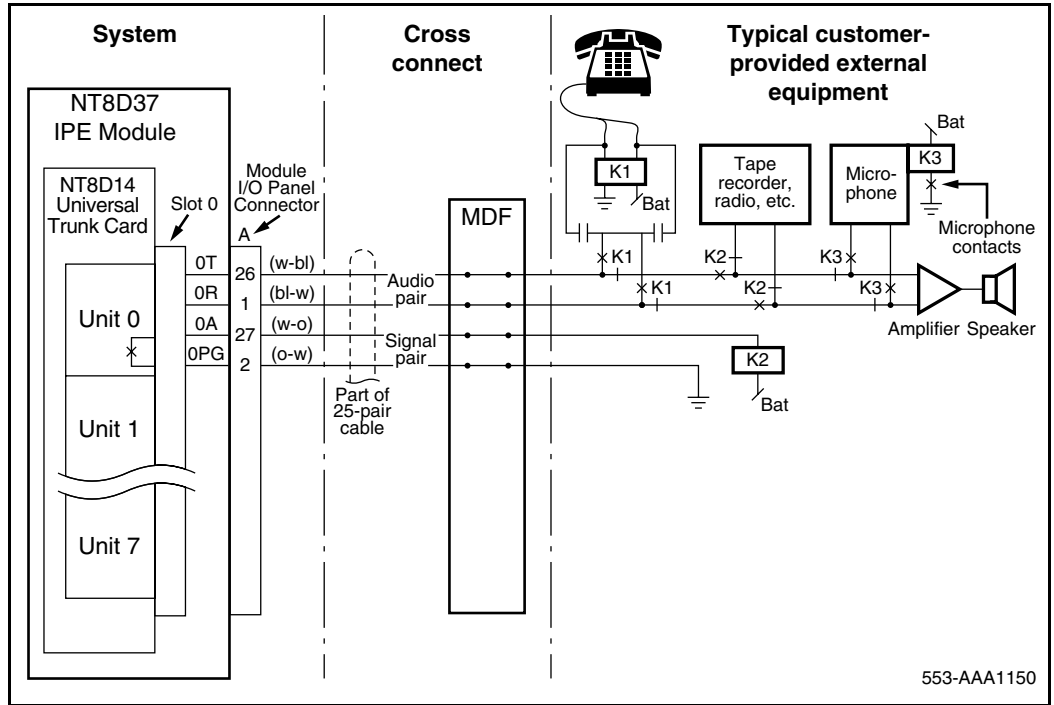 System
Cross
connect
Typical customer-
provided external
equipment
NT8D37
IPE Module
NT8D14
Universal
Trunk Card
Slot 0
Module
I/O Panel
Connector
A
MDF
K1
Bat
Tape
recorder,
radio, etc.
Micro-
phone
K3
Bat
Microphone
contacts
0T
26
(w-bl)
Audio
pair
K1
K2
K3
0R
1
(bl-w)
K1
K2
K3
Amplifier
Speaker
Unit 0
0A
27
(w-o)
Signal
pair
0PG
2
(o-w)
K2
Bat
Part of
25-pair
cable
Unit 1
Unit 7
553-AAA1150